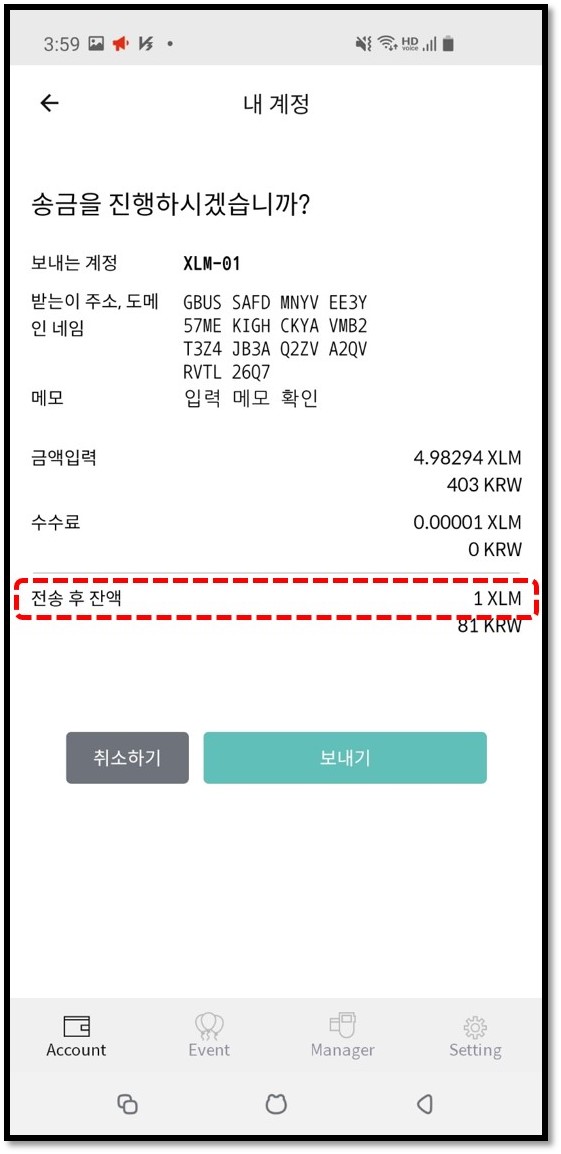 3:59 HD voice
내 계정
송금을 진행하시겠습니까?
보내는 계정 XLM-01
받는이 주소, 도메인 네임
GBUS SAFD MNYV EE3Y
57ME KIGH CKYA VMB2
T3Z4 JB3A Q2ZV A2QV
RVTL 26Q7
메모 입력 메모 확인
금액입력 4.98294 XLM
403 KRW
수수료 0.00001 XLM
0 KRW
전송 후 잔액 1 XLM
81 KRW
취소하기 보내기
Account Event Manager Setting